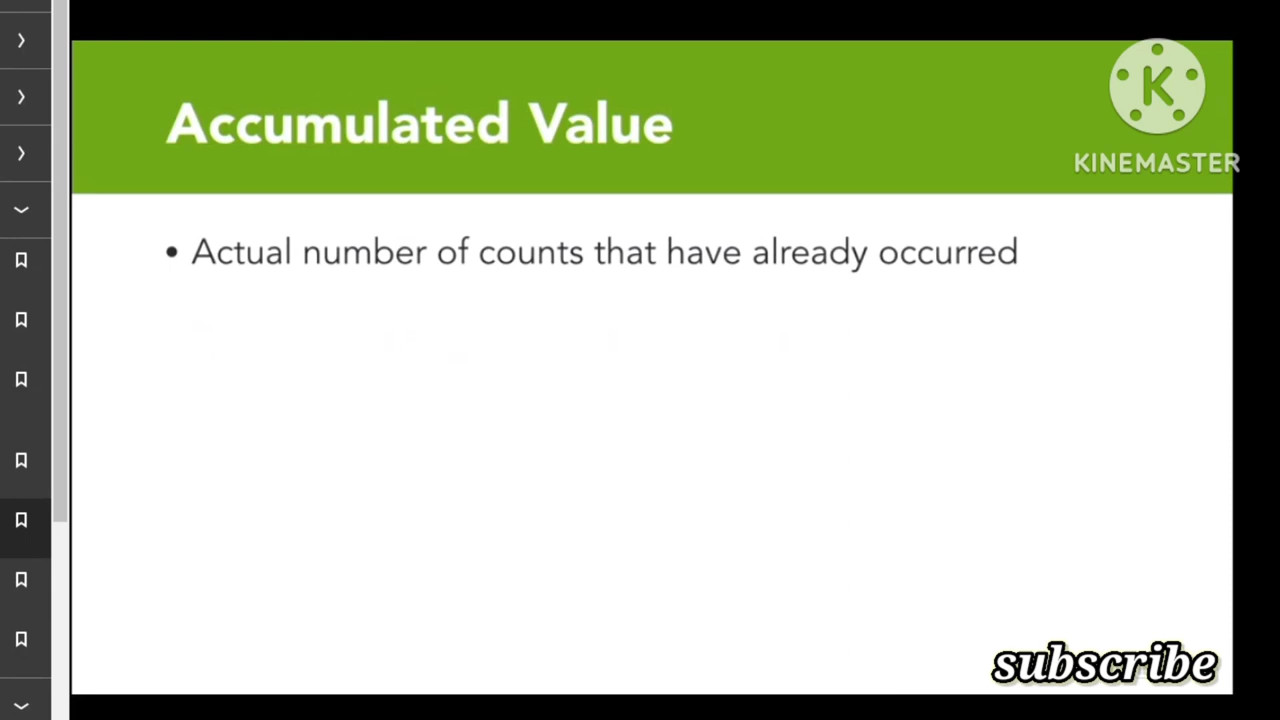 Accumulated Value
K
KINEMASTER
• Actual number of counts that have already occurred
subscribe